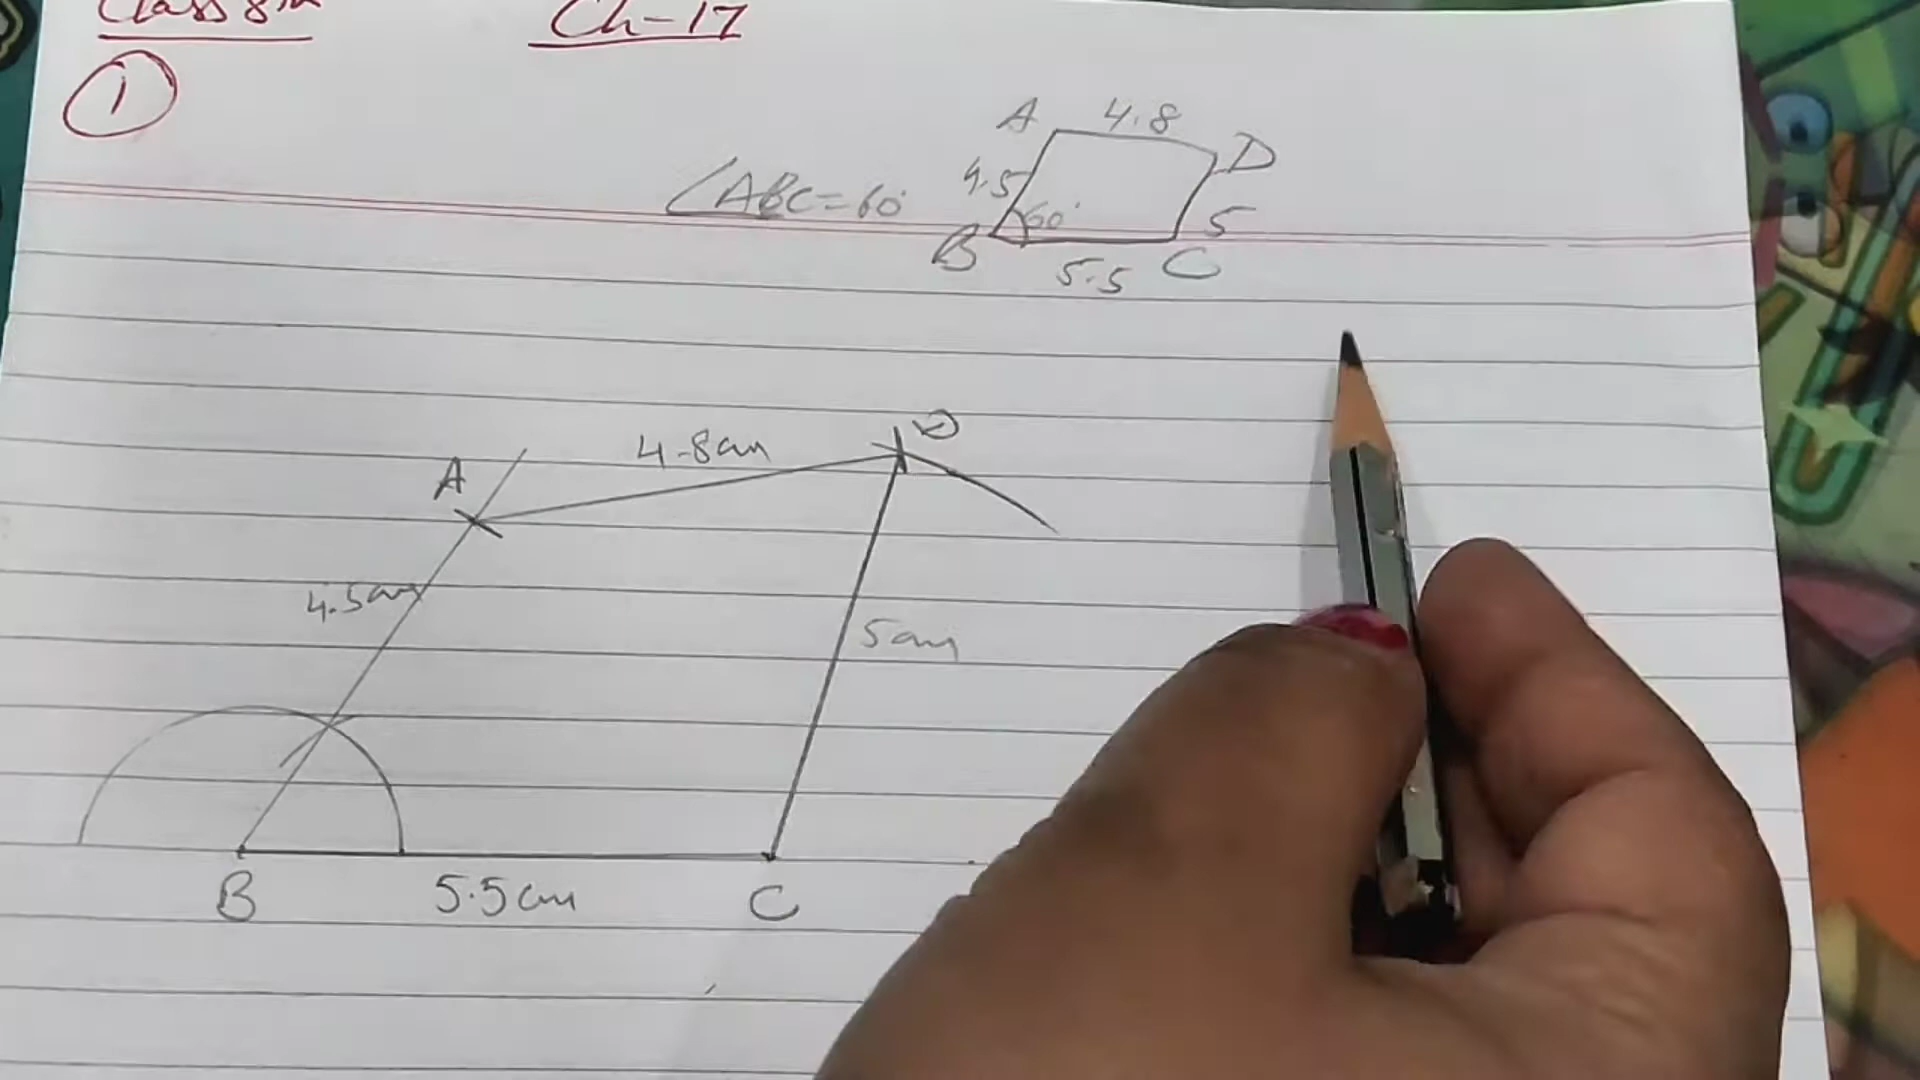 Class 8th Ch-17
1
A 4.8 D
∠ABC=60° 4.5 60° 5
B 5.5 C
A 4.8cm D
4.5cm
5cm
B 5.5cm C